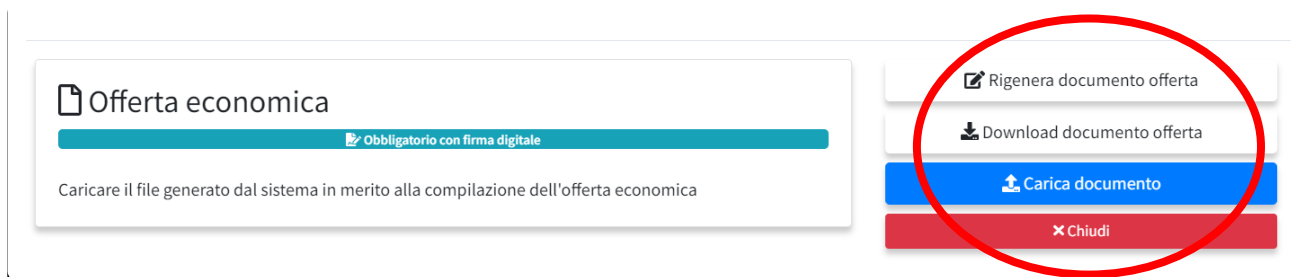 Offerta economica
Obbligatorio con firma digitale
Caricare il file generato dal sistema in merito alla compilazione dell'offerta economica
Rigenera documento offerta
Download documento offerta
Carica documento
Chiudi